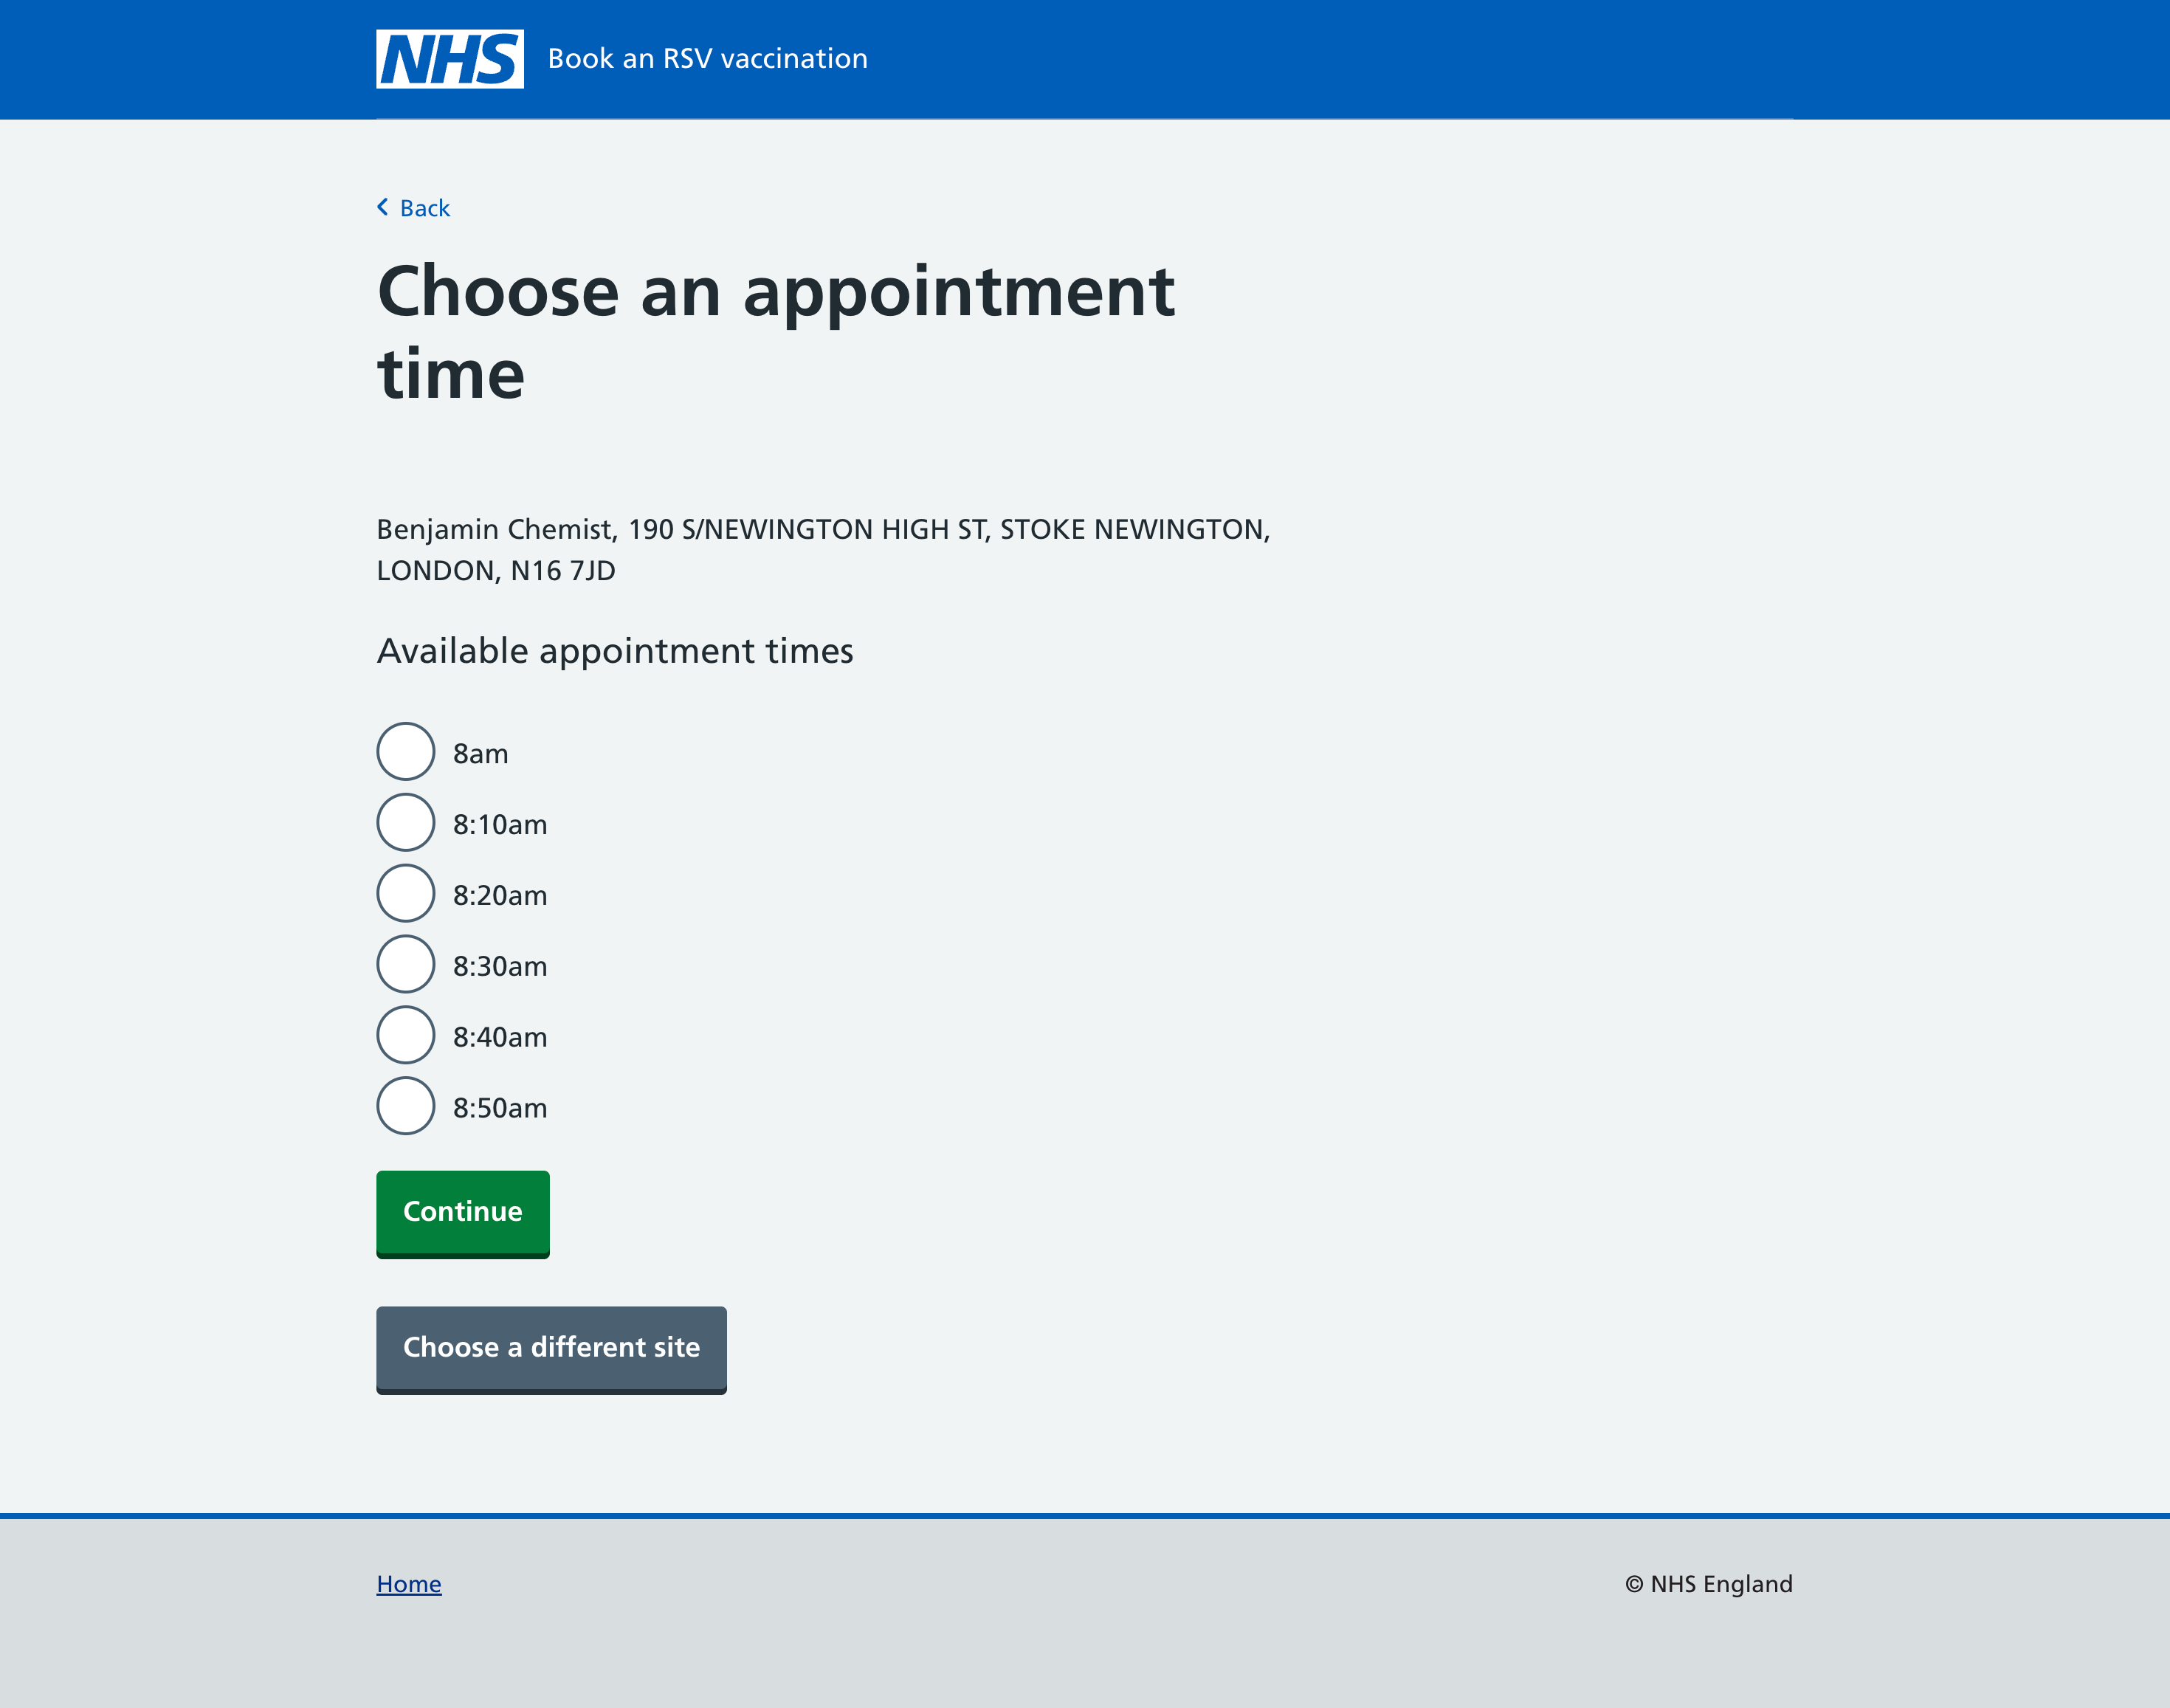 NHS Book an RSV vaccination
Back
Choose an appointment
time
Benjamin Chemist, 190 S/NEWINGTON HIGH ST, STOKE NEWINGTON,
LONDON, N16 7JD
Available appointment times
8am
8:10am
8:20am
8:30am
8:40am
8:50am
Continue
Choose a different site
Home
© NHS England